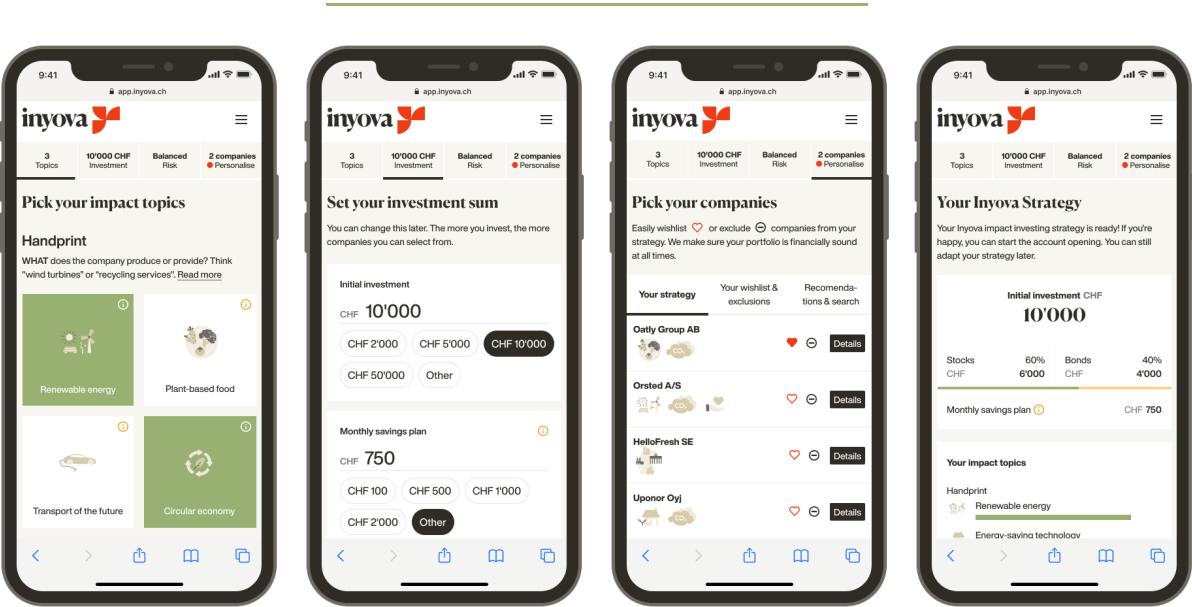 9:41
app.inyova.ch
inyova
3 10'000 CHF Balanced 2 companies
Topics Investment Risk Personalise
Pick your impact topics
Handprint
WHAT does the company produce or provide? Think
"wind turbines" or "recycling services". Read more
Renewable energy
Plant-based food
Transport of the future
Circular economy
9:41
app.inyova.ch
inyova
3 10'000 CHF Balanced 2 companies
Topics Investment Risk Personalise
Set your investment sum
You can change this later. The more you invest, the more
companies you can select from.
Initial investment
CHF 10'000
CHF 2'000 CHF 5'000 CHF 10'000
CHF 50'000 Other
Monthly savings plan
CHF 750
CHF 100 CHF 500 CHF 1'000
CHF 2'000 Other
9:41
app.inyova.ch
inyova
3 10'000 CHF Balanced 2 companies
Topics Investment Risk Personalise
Pick your companies
Easily wishlist or exclude companies from your
strategy. We make sure your portfolio is financially sound
at all times.
Your strategy
Your wishlist &
exclusions
Recomenda-
tions & search
Oatly Group AB
CO₂
Details
Orsted A/S
CO₂
Details
HelloFresh SE
Details
Uponor Oyj
CO₂
Details
9:41
app.inyova.ch
inyova
3 10'000 CHF Balanced 2 companies
Topics Investment Risk Personalise
Your Inyova Strategy
Your Inyova impact investing strategy is ready! If you're
happy, you can start the account opening. You can still
adapt your strategy later.
Initial investment CHF
10'000
Stocks 60% Bonds 40%
CHF 6'000 CHF 4'000
Monthly savings plan CHF 750
Your impact topics
Handprint
Renewable energy
Energy-saving technology